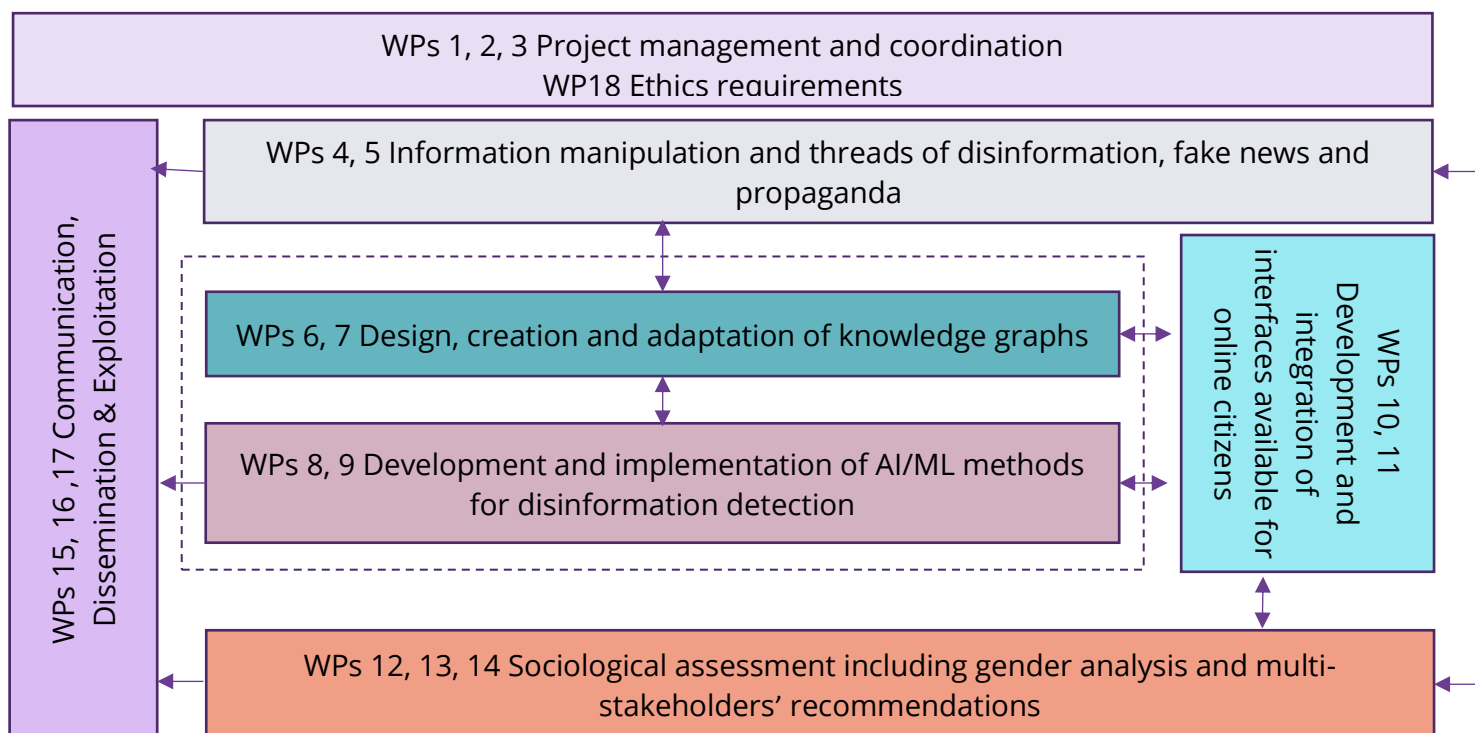 WPs 1, 2, 3 Project management and coordination
WP18 Ethics requirements
WPs 4, 5 Information manipulation and threads of disinformation, fake news and
propaganda
WPs 15, 16 ,17 Communication,
Dissemination & Exploitation
WPs 6, 7 Design, creation and adaptation of knowledge graphs
WPs 8, 9 Development and implementation of AI/ML methods
for disinformation detection
WPs 10, 11
Development and
integration of
interfaces available for
online citizens
WPs 12, 13, 14 Sociological assessment including gender analysis and multi-
stakeholders’ recommendations